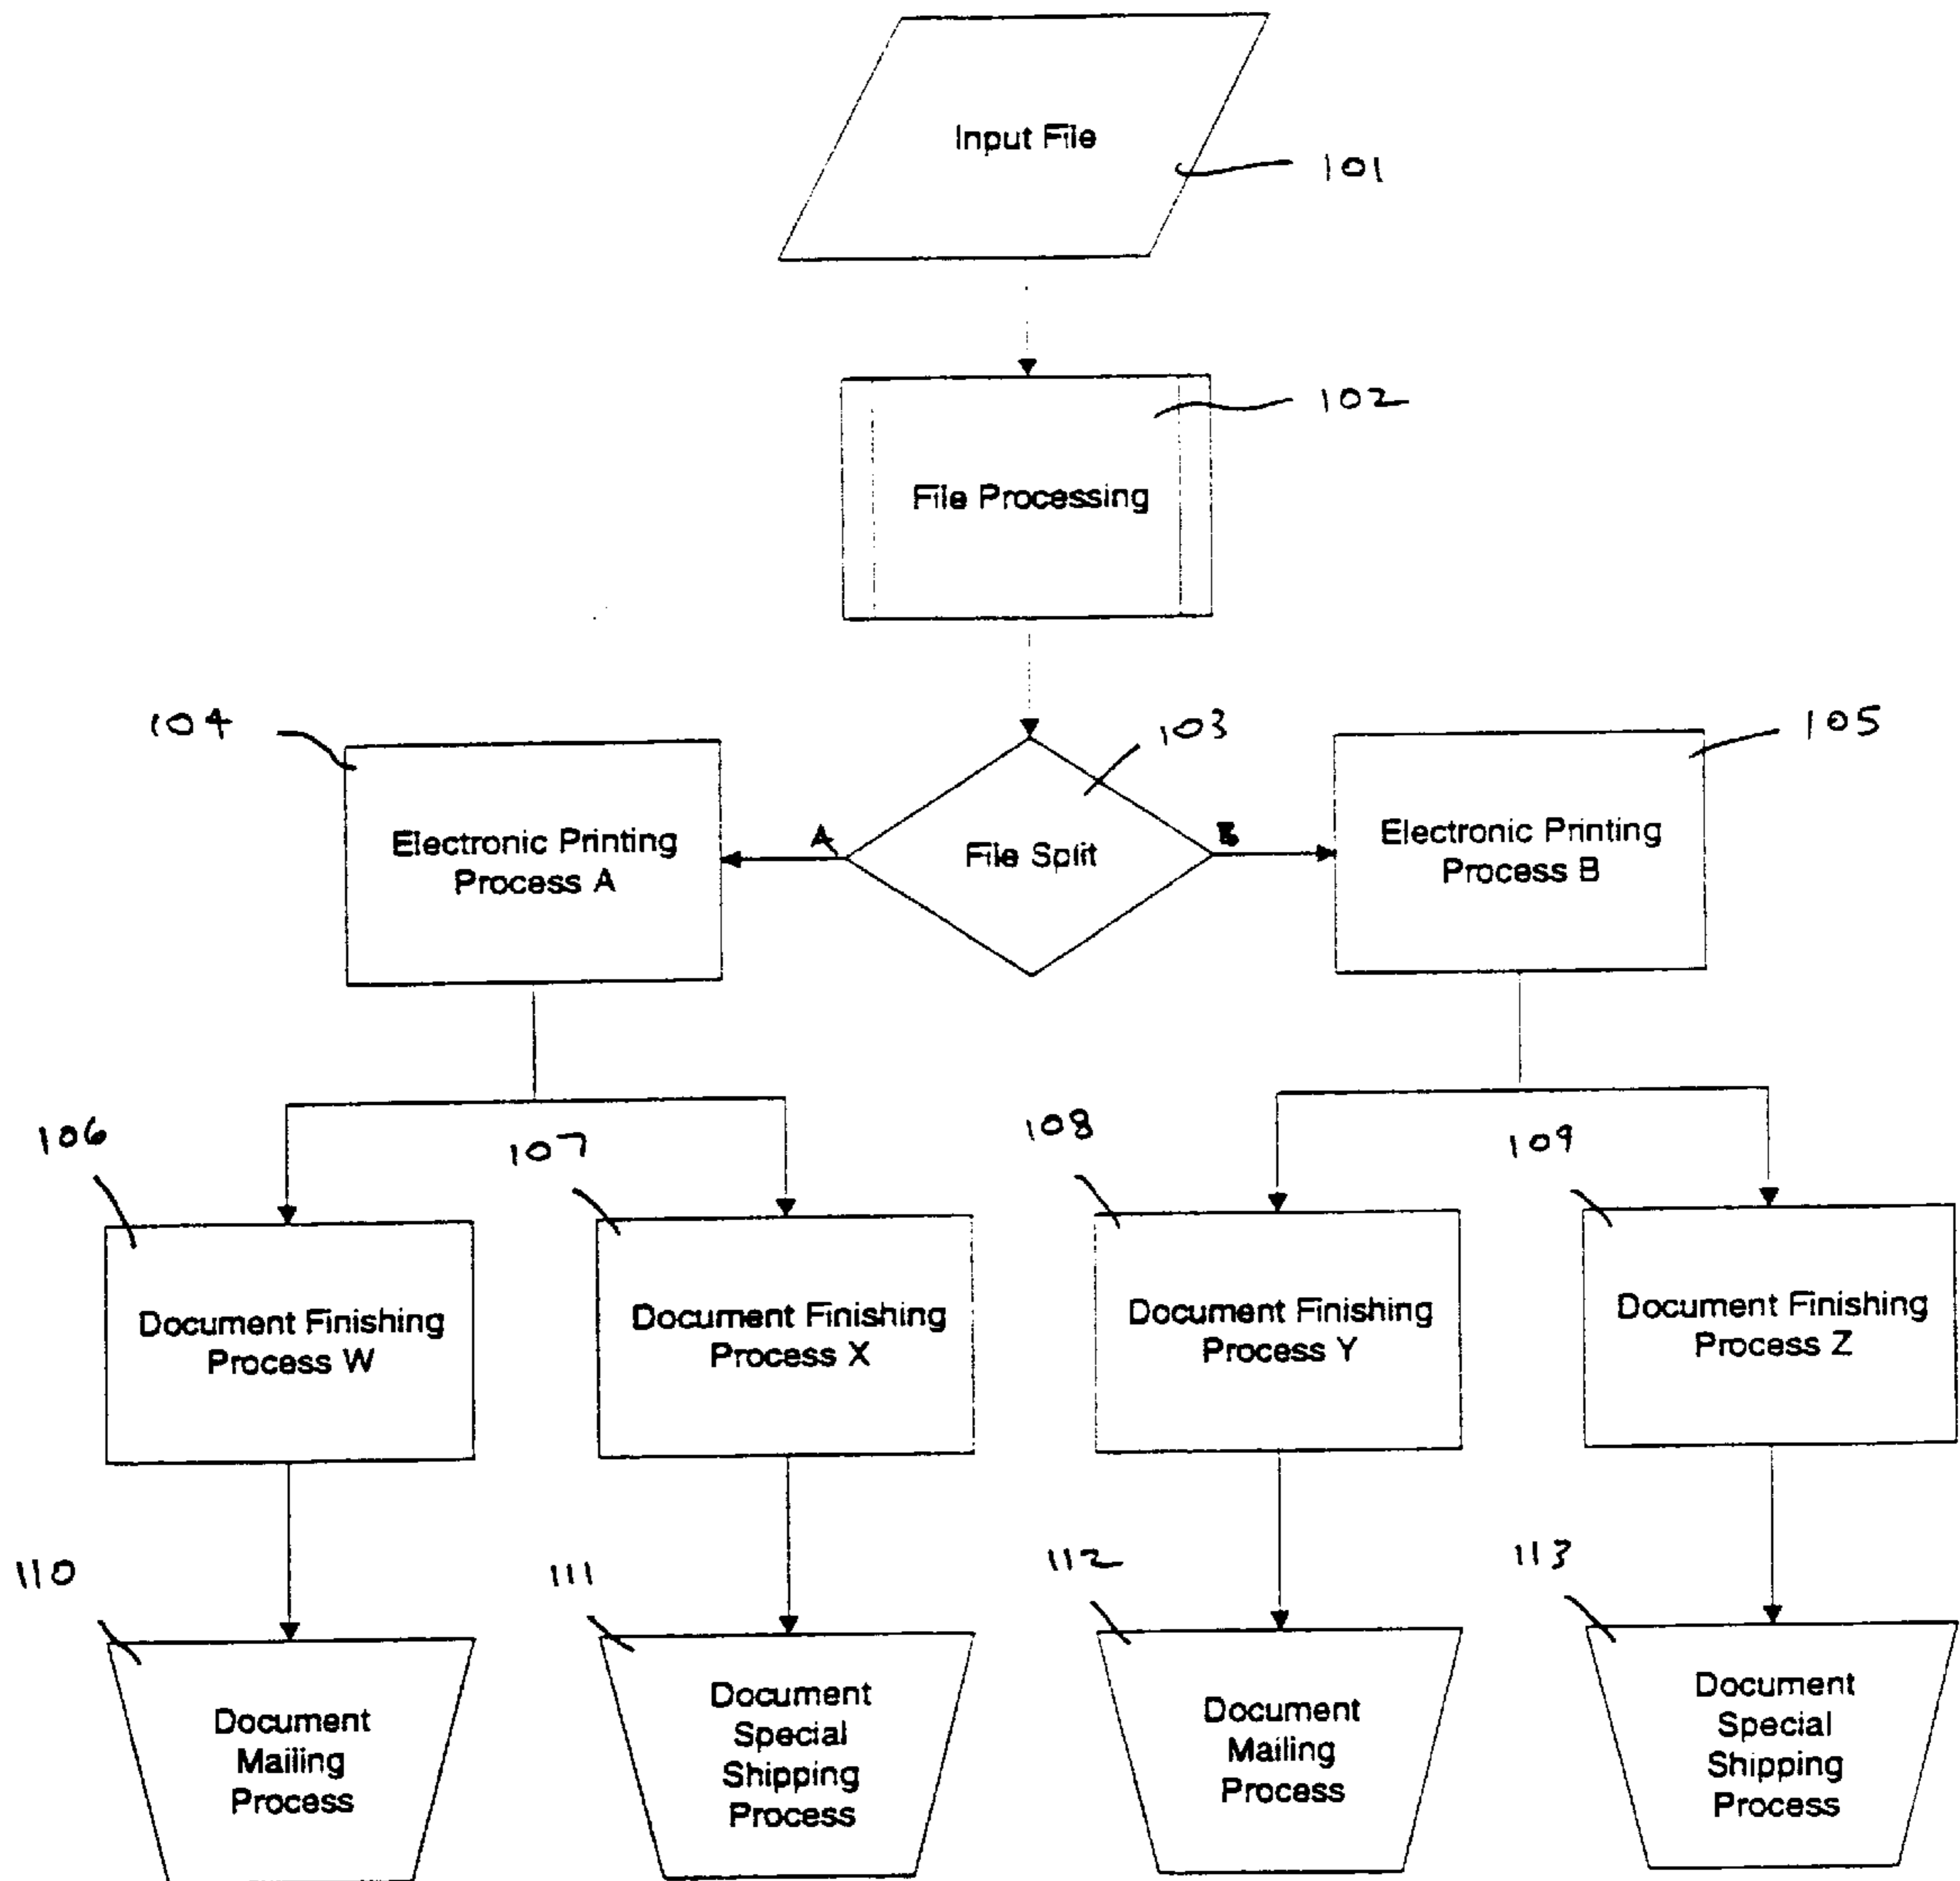 Input File
101
102
File Processing
104
103
105
Electronic Printing
Process A
A
File Split
B
Electronic Printing
Process B
106
107
108
109
Document Finishing
Process W
Document Finishing
Process X
Document Finishing
Process Y
Document Finishing
Process Z
110
111
112
113
Document
Mailing
Process
Document
Special
Shipping
Process
Document
Mailing
Process
Document
Special
Shipping
Process